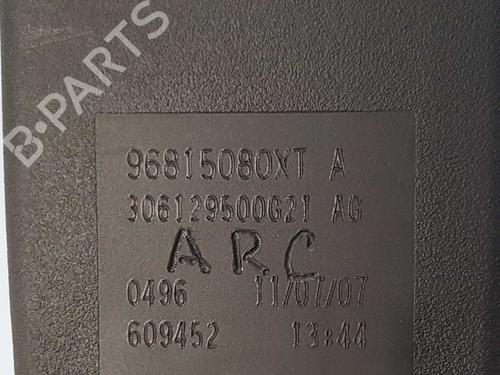 B-PARTS
96815080XT A
306129500G21 AG
ARC
0496 11/07/07
609452 13:44